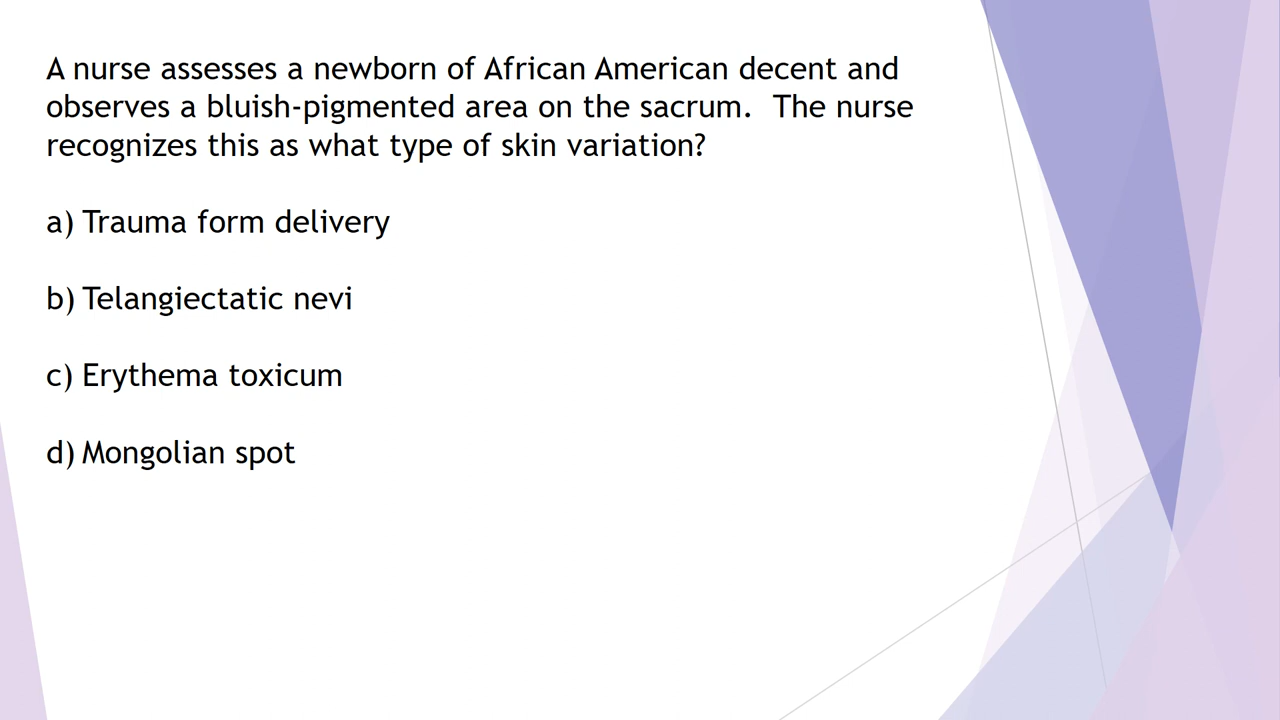 A nurse assesses a newborn of African American decent and
observes a bluish-pigmented area on the sacrum.  The nurse
recognizes this as what type of skin variation?
a) Trauma form delivery
b) Telangiectatic nevi
c) Erythema toxicum
d) Mongolian spot